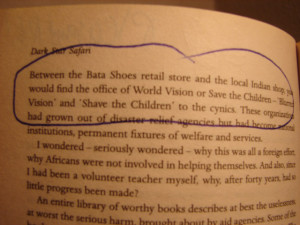 Dark Star Safari
Between the Bata Shoes retail store and the local Indian shop, you
would find the office of World Vision or Save the Children – 'Blurred
Vision' and 'Shave the Children' to the cynics. These organizations
had grown out of disaster relief agencies but had become national
institutions, permanent fixtures of welfare and services.
I wondered – seriously wondered – why this was all a foreign effort,
why Africans were not involved in helping themselves. And also, since
I had been a volunteer teacher myself, why, after forty years, had so
little progress been made?
An entire library of worthy books describes at best the uselessness,
at worst the serious harm, brought about by aid agencies. Some of the